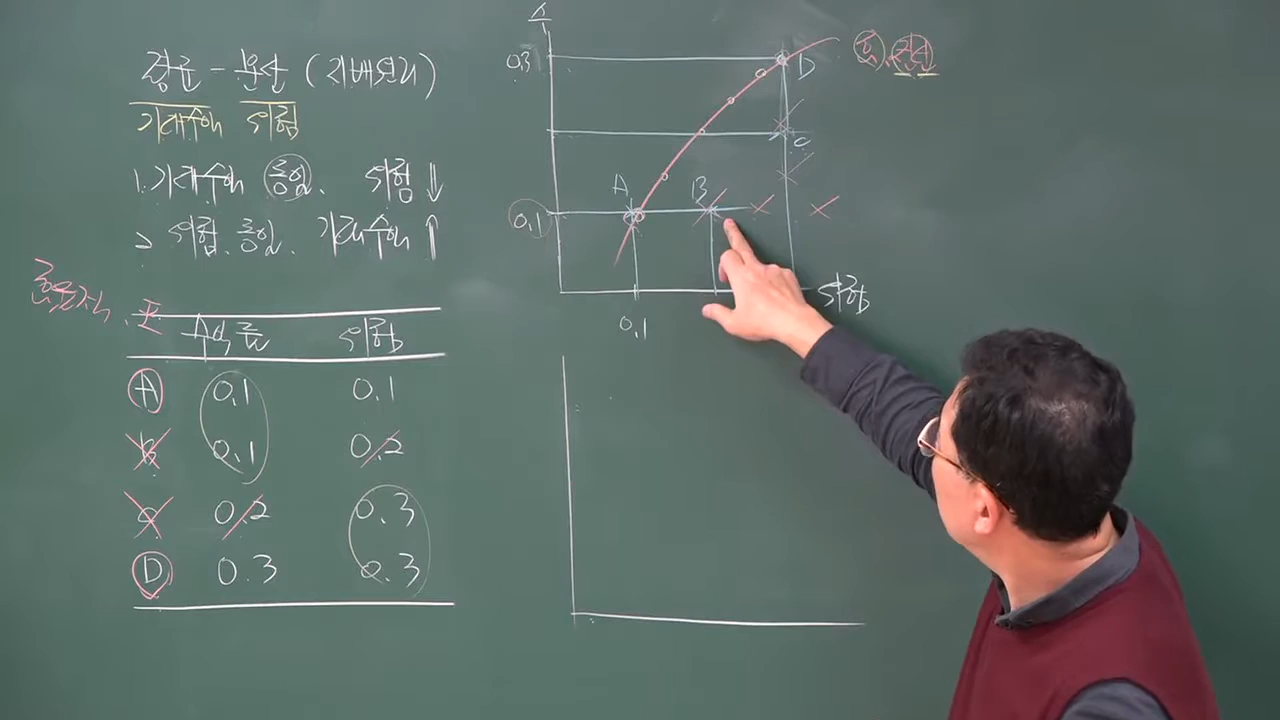 평균 - 분산 (지배원리)
기대수익 위험
1. 기대수익 동일. 위험 ↓
2 위험 동일. 기대수익 ↑
효율적
수익률 위험
A 0.1 0.1
B 0.2
0.1
C 0.2 0.3
D 0.3 0.3
수
0.3 D
C
A B
0.1
위험
0.1